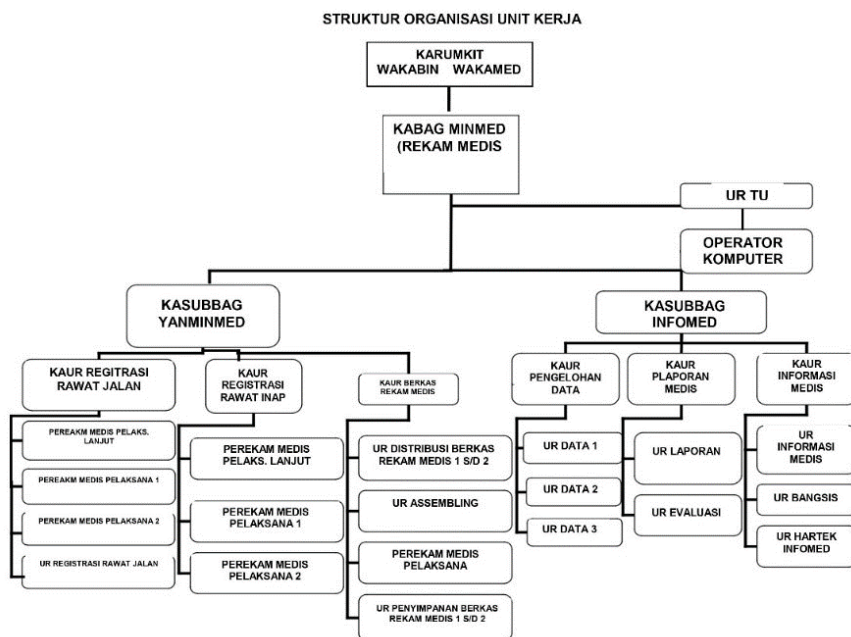 STRUKTUR ORGANISASI UNIT KERJA
KARUMKIT
WAKABIN WAKAMED
KABAG MINMED
(REKAM MEDIS
UR TU
OPERATOR
KOMPUTER
KASUBBAG
YANMINMED
KASUBBAG
INFOMED
KAUR REGITRASI
RAWAT JALAN
KAUR
REGISTRASI
RAWAT INAP
KAUR BERKAS
REKAM MEDIS
KAUR
PENGELOHAN
DATA
KAUR
PLAPORAN
MEDIS
KAUR
INFORMASI
MEDIS
PEREAKM MEDIS PELAKS.
LANJUT
PEREAKM MEDIS PELAKSANA 1
PEREKAM MEDIS PELAKSANA 2
UR REGISTRASI RAWAT JALAN
PEREKAM MEDIS
PELAKS. LANJUT
PEREKAM MEDIS
PELAKSANA 1
PEREKAM MEDIS
PELAKSANA 2
UR DISTRIBUSI BERKAS
REKAM MEDIS 1 S/D 2
UR ASSEMBLING
PEREKAM MEDIS
PELAKSANA
UR PENYIMPANAN BERKAS
REKAM MEDIS 1 S/D 2
UR DATA 1
UR DATA 2
UR DATA 3
UR LAPORAN
UR EVALUASI
UR
INFORMASI
MEDIS
UR BANGSIS
UR HARTEK
INFOMED